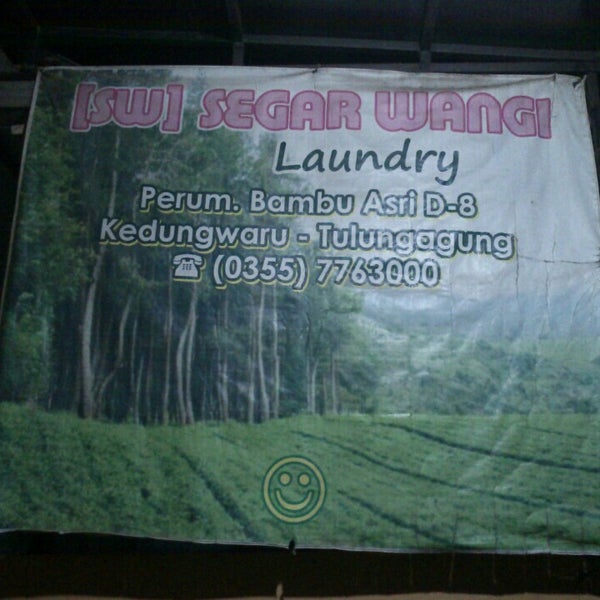 [SW] SEGAR WANGI
Laundry
Perum. Bambu Asri D-8
Kedungwaru - Tulungagung
☎ (0355) 7763000